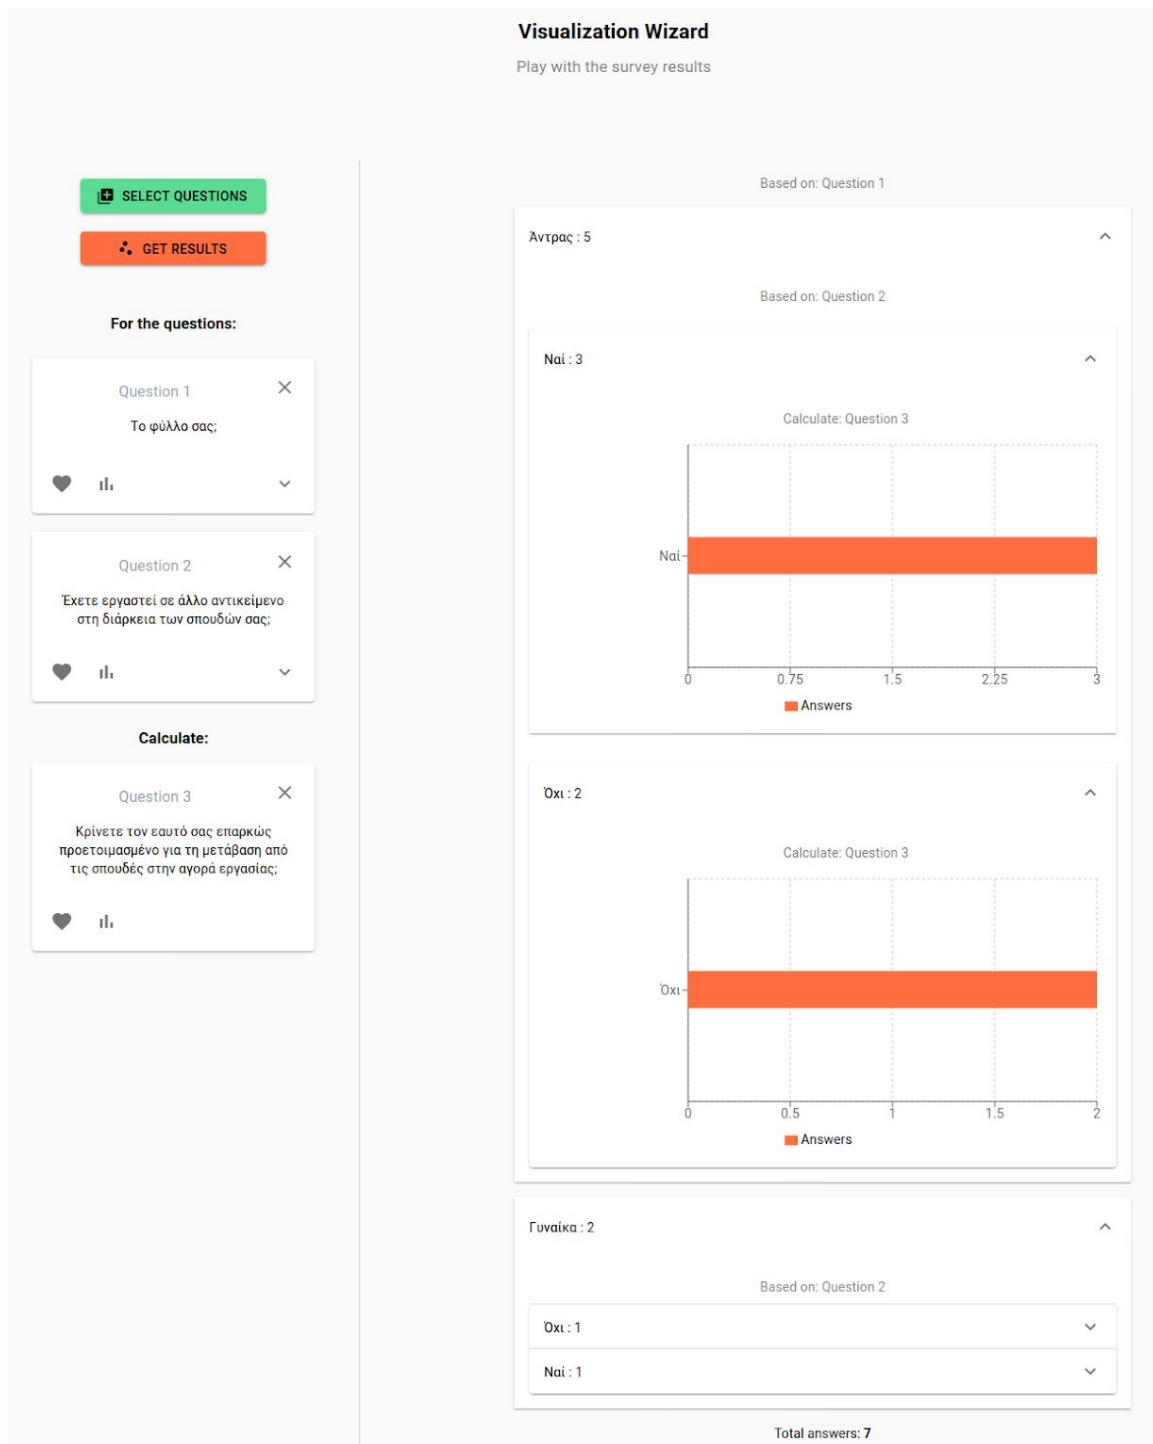 Visualization Wizard
Play with the survey results
SELECT QUESTIONS
GET RESULTS
For the questions:
Question 1
Το φύλλο σας;
Question 2
Έχετε εργαστεί σε άλλο αντικείμενο
στη διάρκεια των σπουδών σας;
Calculate:
Question 3
Κρίνετε τον εαυτό σας επαρκώς
προετοιμασμένο για τη μετάβαση από
τις σπουδές στην αγορά εργασίας;
Based on: Question 1
Άντρας : 5
Based on: Question 2
Ναί : 3
Calculate: Question 3
Ναί
0 0.75 1.5 2.25 3
Answers
Όχι : 2
Calculate: Question 3
Όχι
0 0.5 1 1.5 2
Answers
Γυναίκα : 2
Based on: Question 2
Όχι : 1
Ναί : 1
Total answers: 7